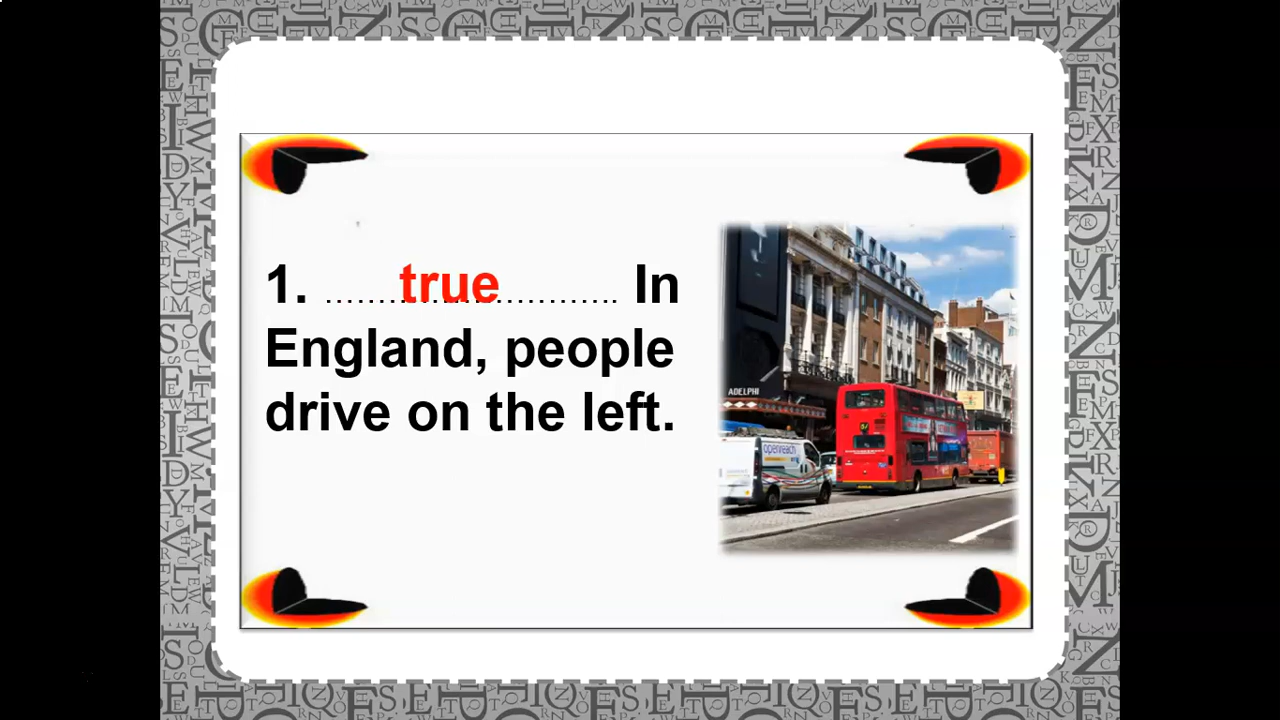 1. ………true……………. In
England, people
drive on the left.
ADELPHI
openreach